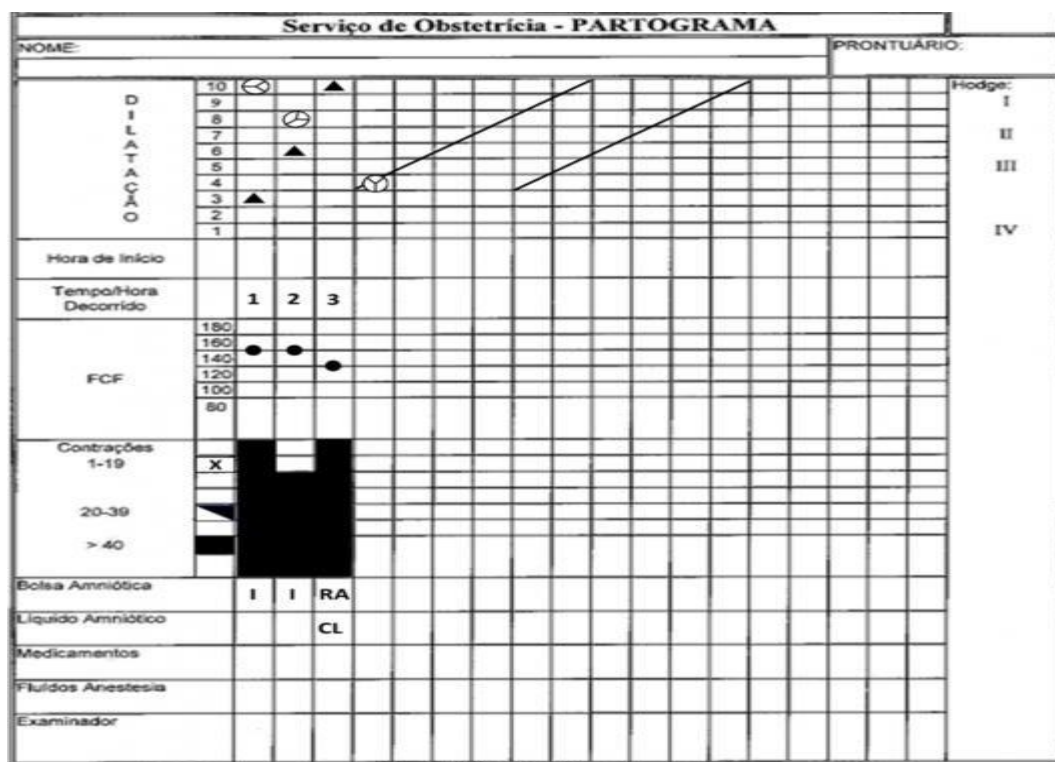 Serviço de Obstetrícia - PARTOGRAMA
NOME:
PRONTUÁRIO:
DILATAÇÃO
10
9
8
7
6
5
4
3
2
1
Hodge:
I
II
III
IV
Hora de Início
Tempo/Hora
Decorrido
1 2 3
FCF
180
160
140
120
100
80
Contrações
1-19
X
20-39
> 40
Bolsa Amniótica
I I RA
Líquido Amniótico
CL
Medicamentos
Fluídos Anestesia
Examinador